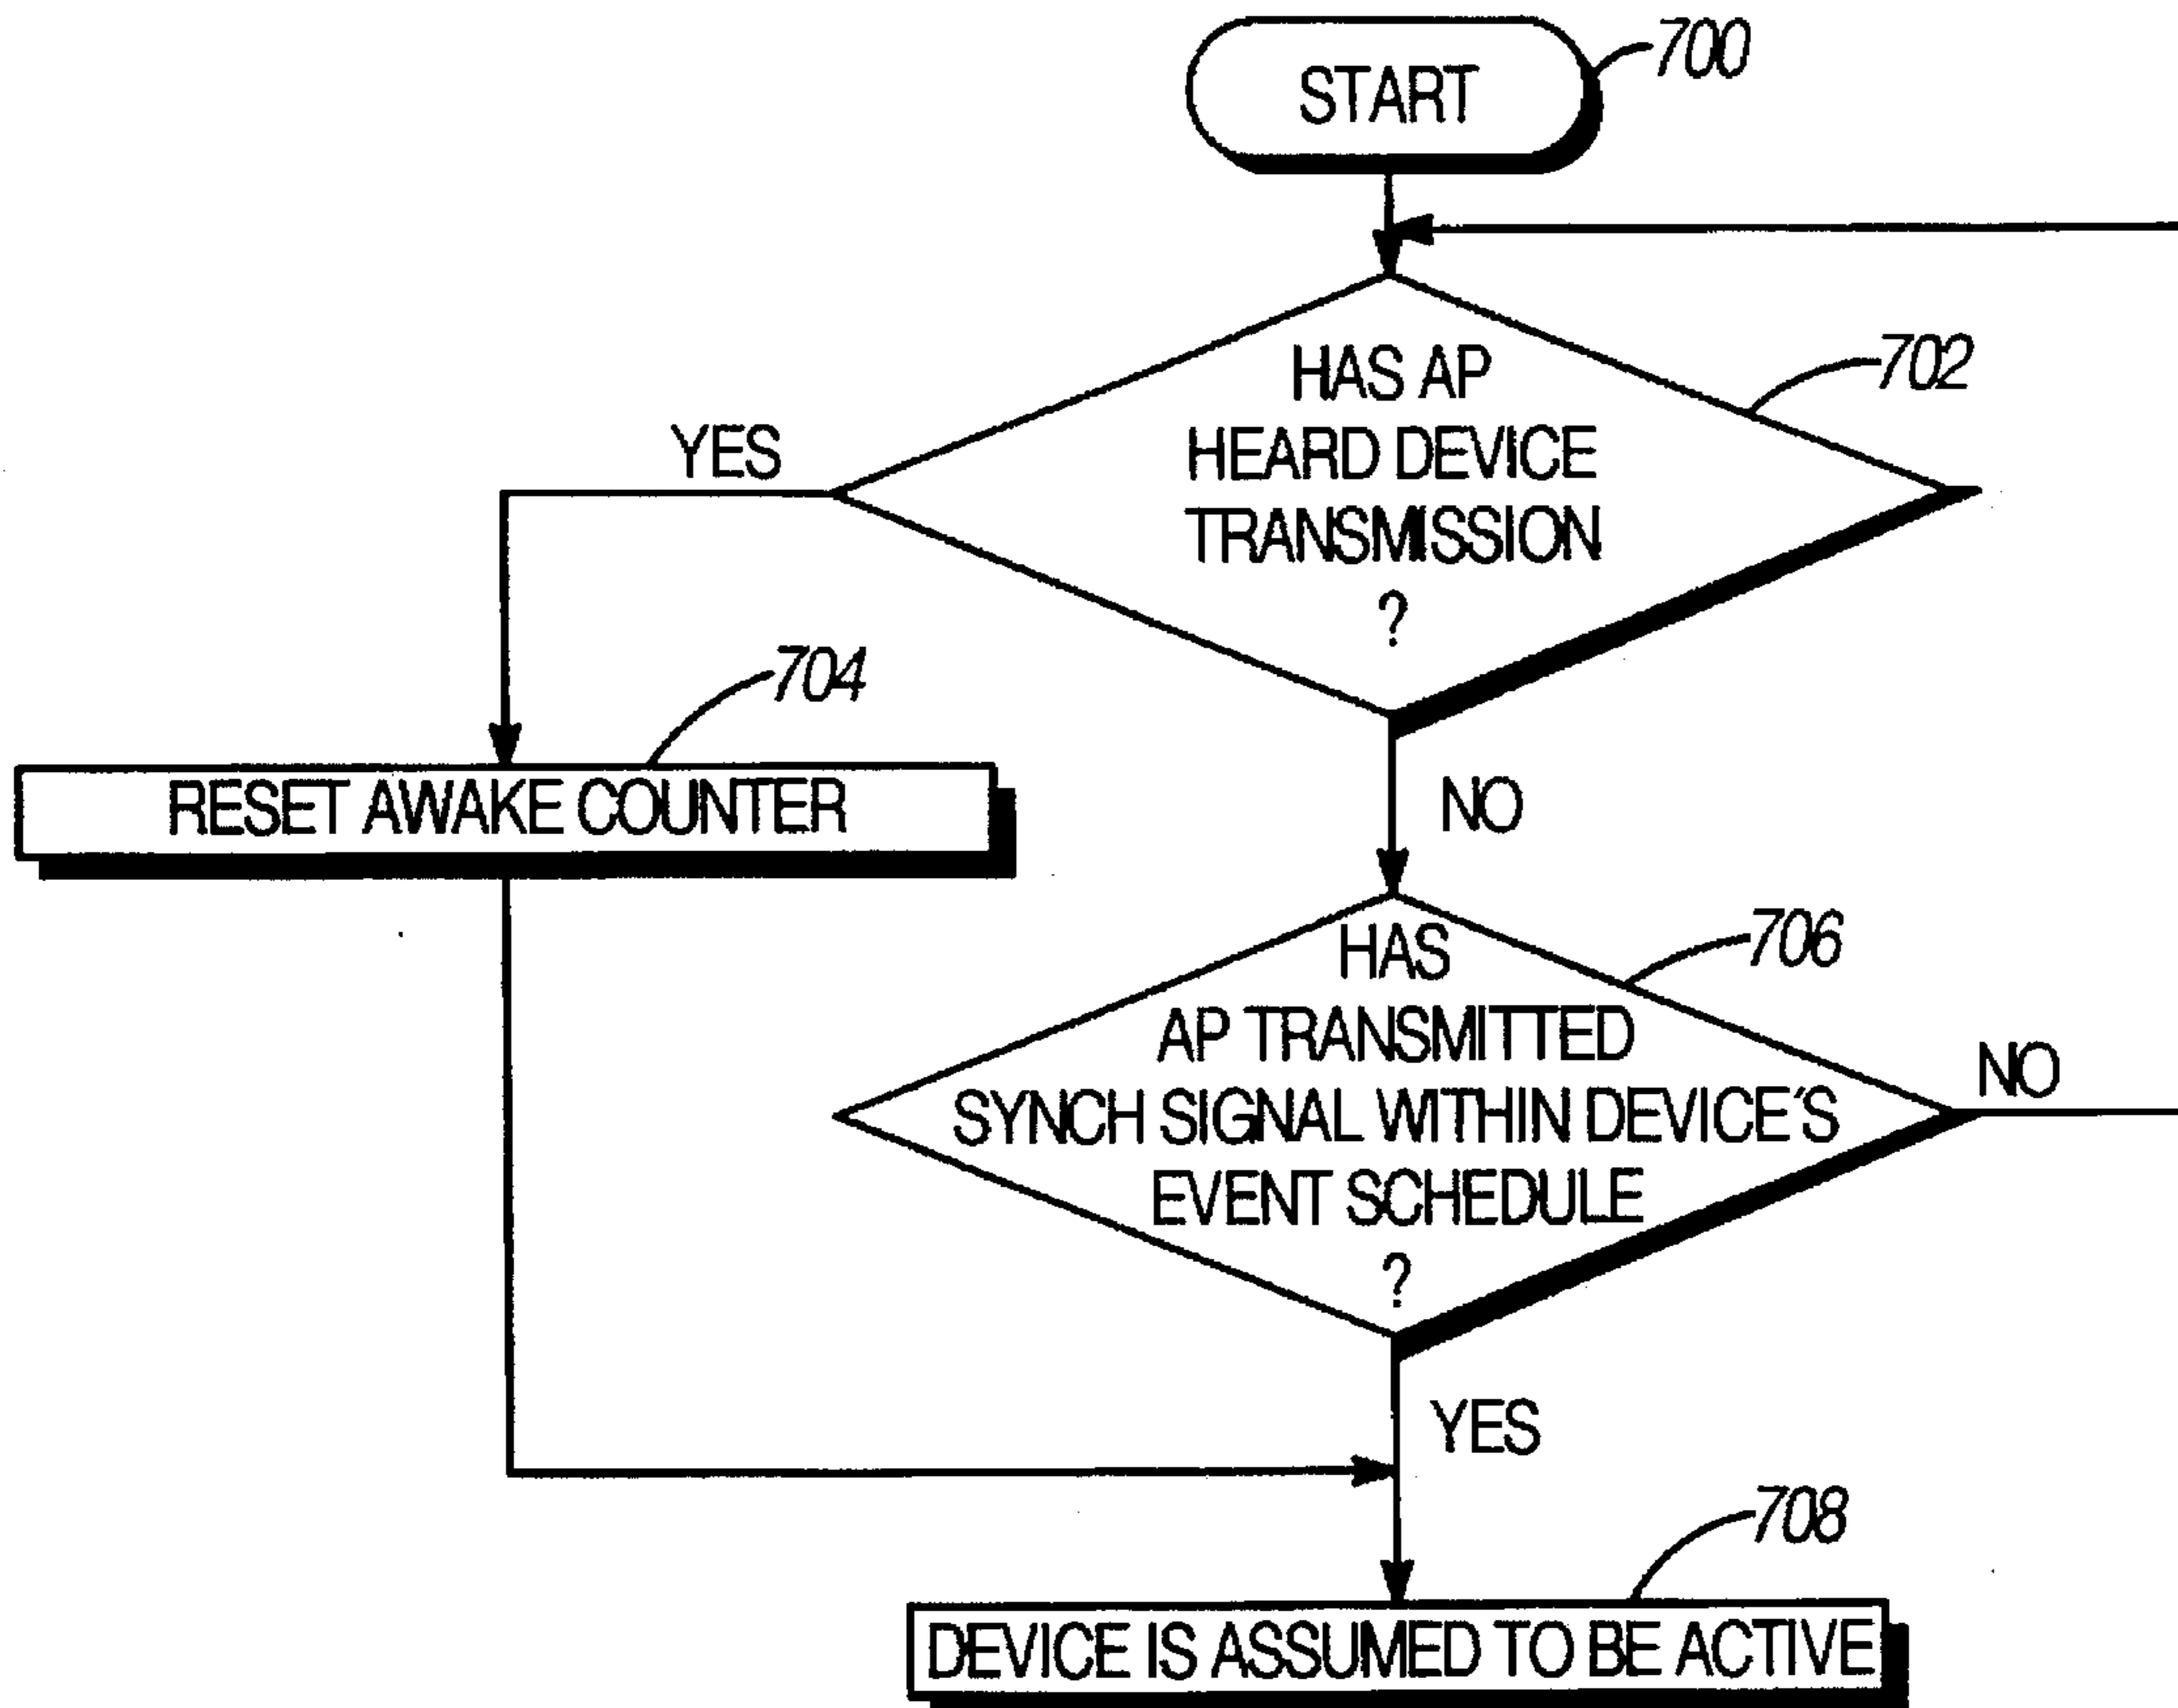 START
700
HAS AP
HEARD DEVICE
TRANSMISSION
?
702
YES
704
RESET AWAKE COUNTER
NO
HAS
AP TRANSMITTED
SYNCH SIGNAL WITHIN DEVICE'S
EVENT SCHEDULE
?
706
NO
YES
708
DEVICE IS ASSUMED TO BE ACTIVE